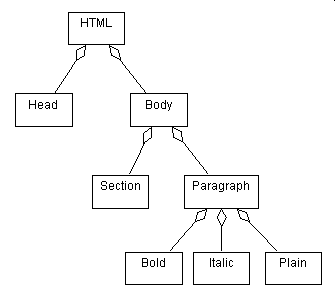 HTML
Head
Body
Section
Paragraph
Bold
Italic
Plain